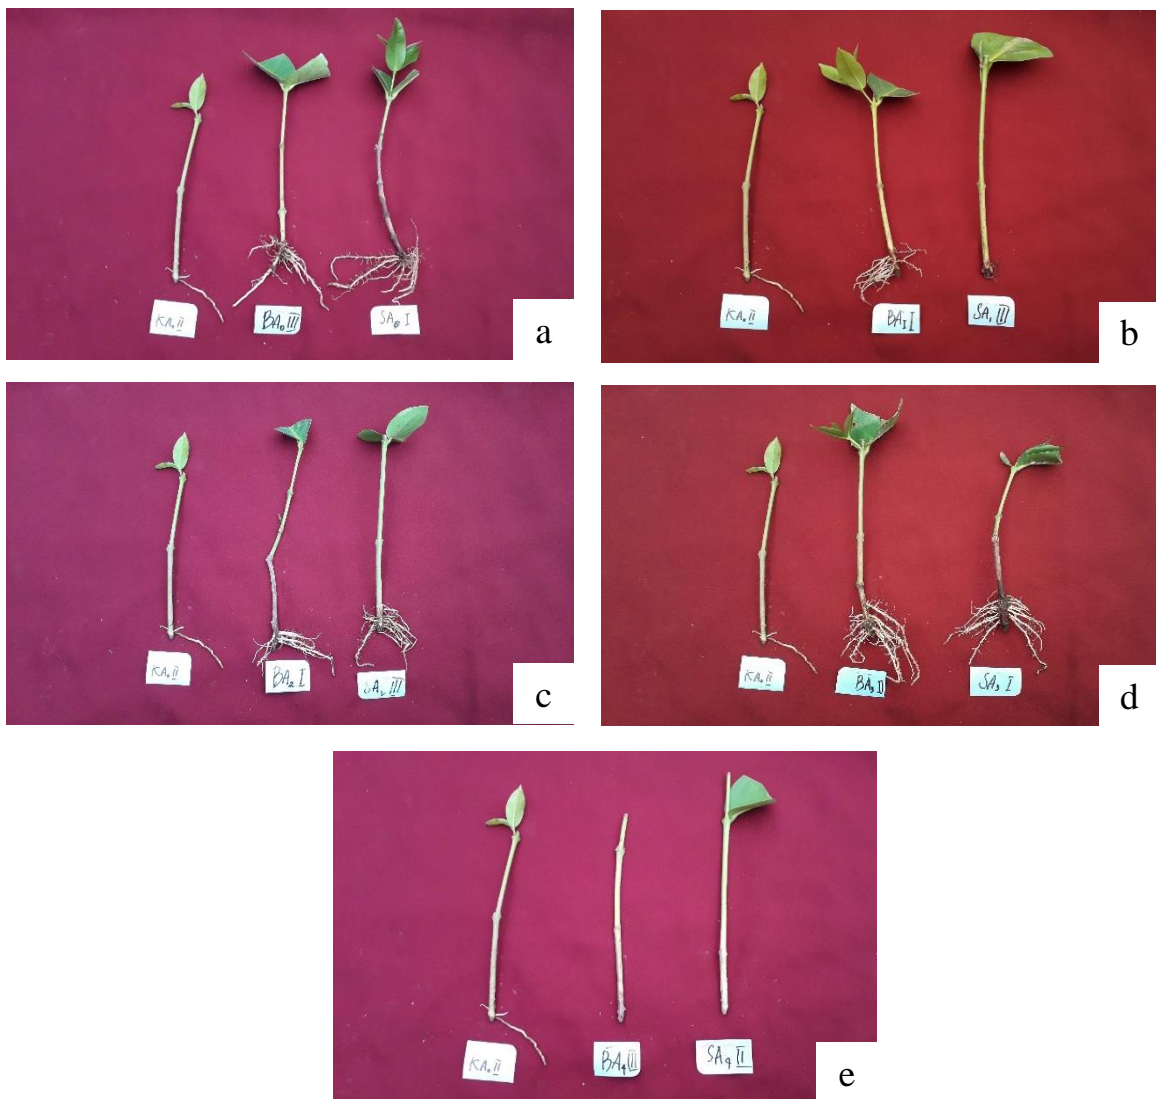 KA₀ II
BA₀ III
SA₀ I
a
KA₀ II
BA₁ I
SA₁ III
b
KA₀ II
BA₂ I
SA₂ III
c
KA₀ II
BA₃ II
SA₃ I
d
KA₀ II
BA₄ III
SA₄ II
e